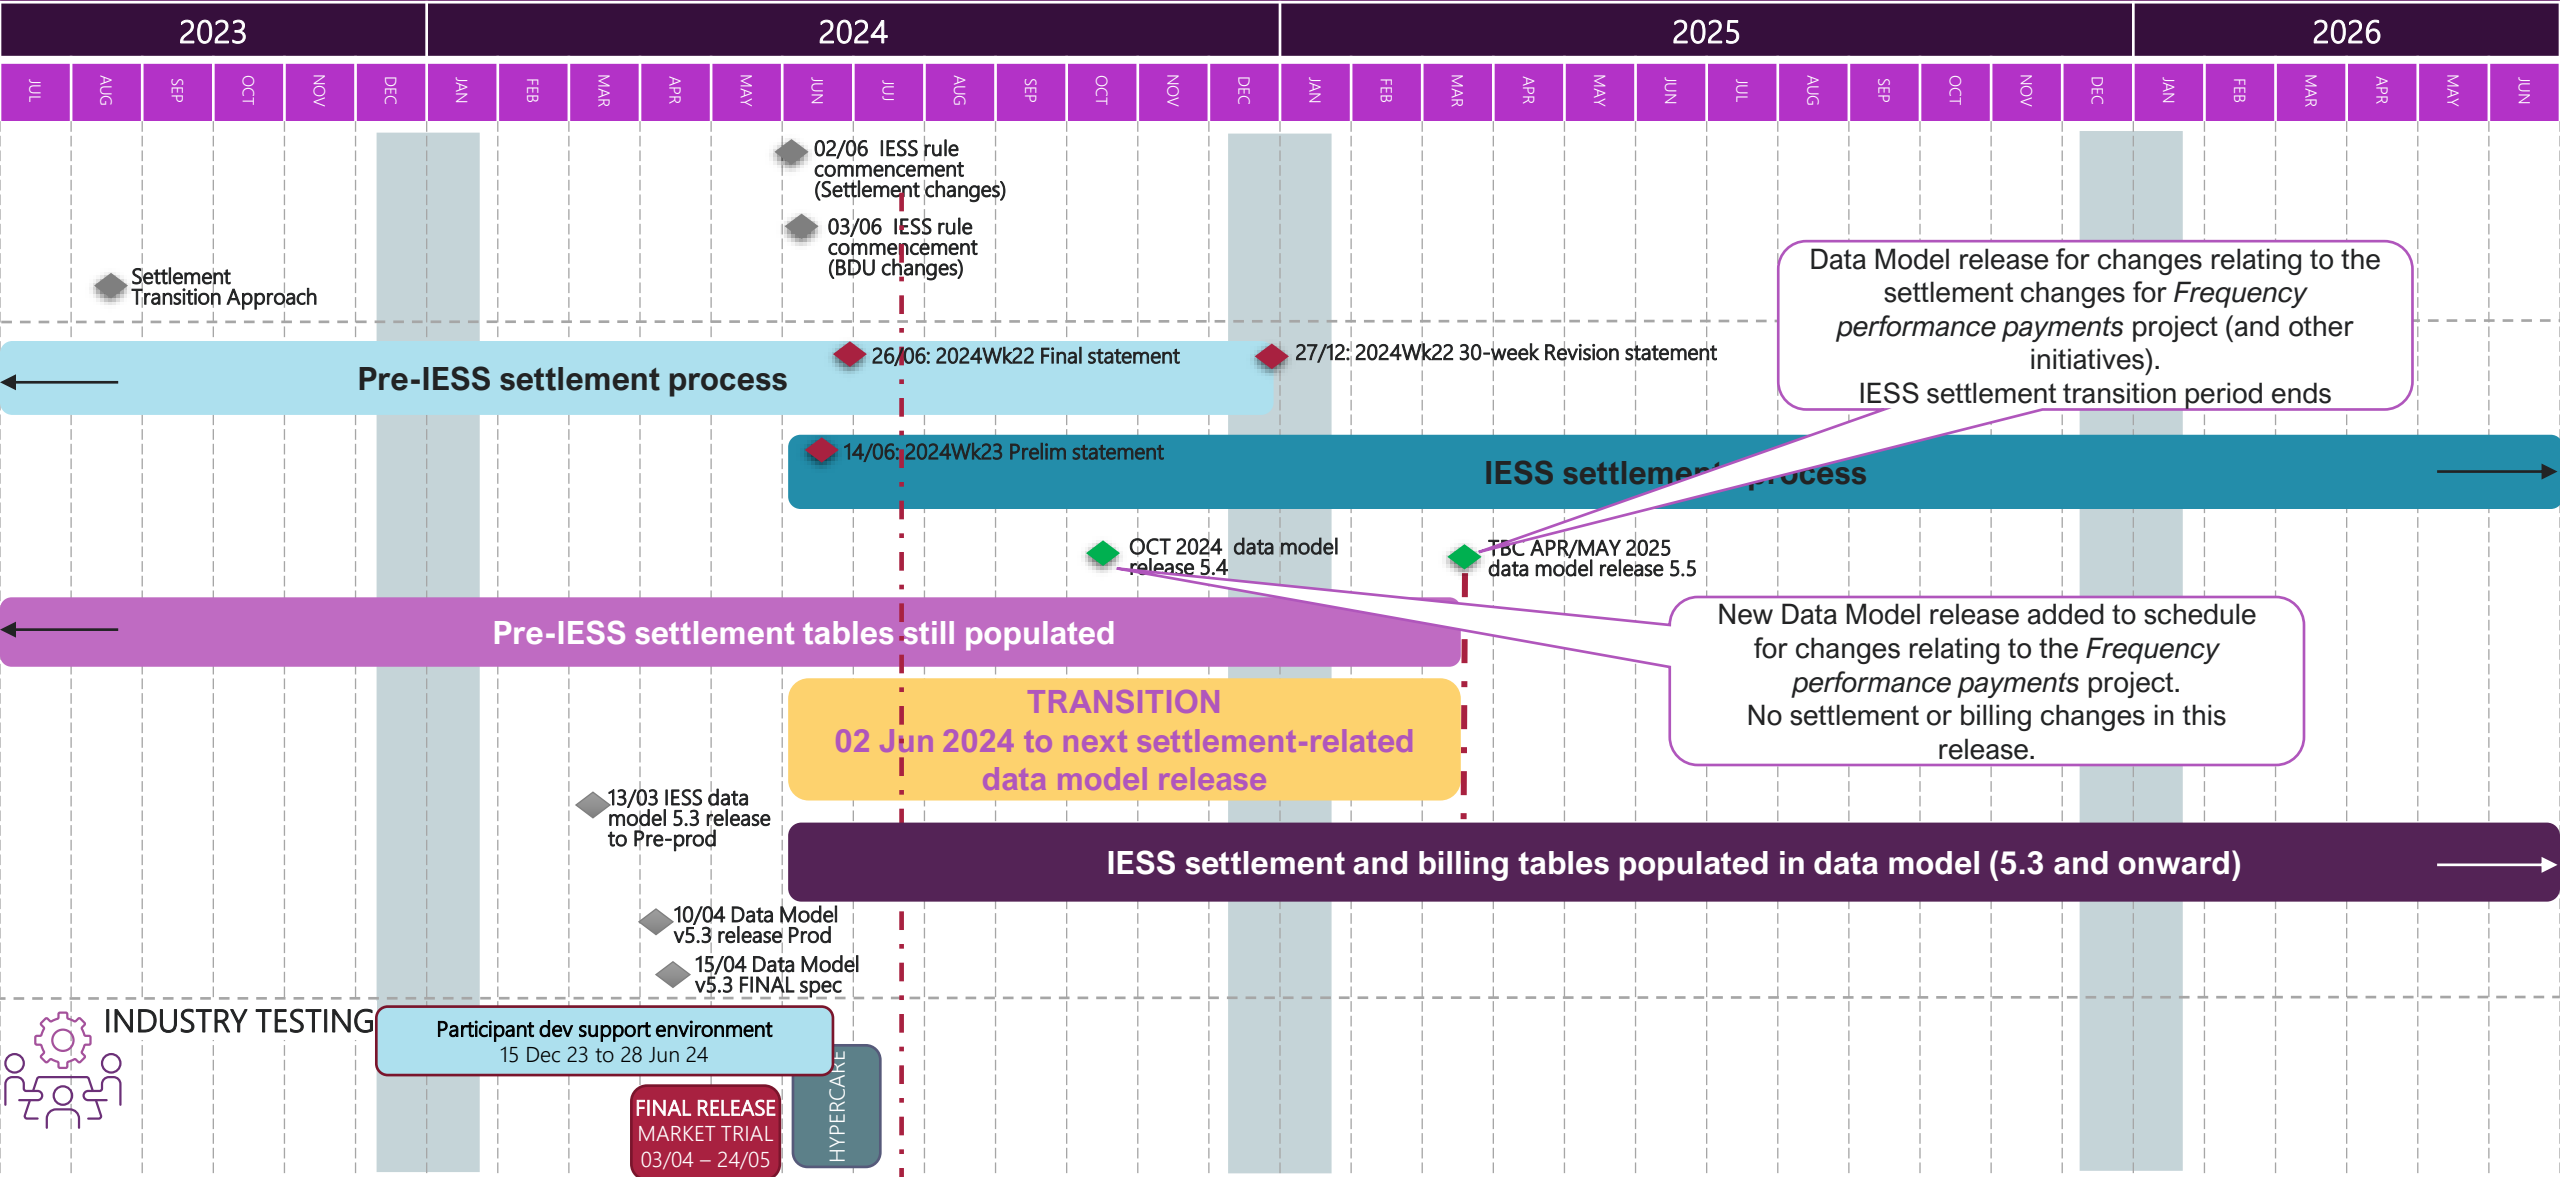 2023
2024
2025
2026
JUL
AUG
SEP
OCT
NOV
DEC
JAN
FEB
MAR
APR
MAY
JUN
JUJ
AUG
SEP
OCT
NOV
DEC
JAN
FEB
MAR
APR
MAY
JUN
JUL
AUG
SEP
OCT
NOV
DEC
JAN
FEB
MAR
APR
MAY
JUN
02/06 IESS rule
commencement
(Settlement changes)
03/06 IESS rule
commencement
(BDU changes)
Settlement
Transition Approach
Data Model release for changes relating to the
settlement changes for Frequency
performance payments project (and other
initiatives).
IESS settlement transition period ends
26/06: 2024Wk22 Final statement
27/12: 2024Wk22 30-week Revision statement
Pre-IESS settlement process
14/06: 2024Wk23 Prelim statement
IESS settlement process
OCT 2024 data model
release 5.4
TBC APR/MAY 2025
data model release 5.5
Pre-IESS settlement tables still populated
New Data Model release added to schedule
for changes relating to the Frequency
performance payments project.
No settlement or billing changes in this
release.
TRANSITION
02 Jun 2024 to next settlement-related
data model release
13/03 IESS data
model 5.3 release
to Pre-prod
IESS settlement and billing tables populated in data model (5.3 and onward)
10/04 Data Model
v5.3 release Prod
15/04 Data Model
v5.3 FINAL spec
INDUSTRY TESTING
Participant dev support environment
15 Dec 23 to 28 Jun 24
HYPERCARE
FINAL RELEASE
MARKET TRIAL
03/04 – 24/05